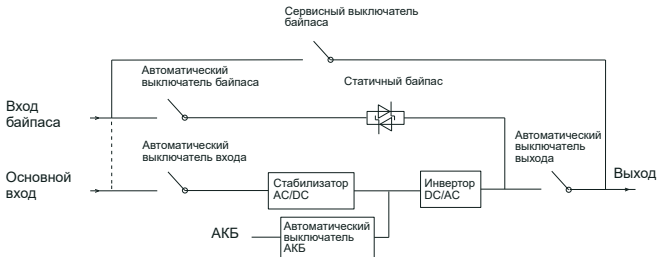 Сервисный выключатель
байпаса
Автоматический
выключатель байпаса
Статичный байпас
Вход
байпаса
Автоматический
выключатель входа
Автоматический
выключатель
выхода
Основной
вход
Стабилизатор
AC/DC
Инвертор
DC/AC
Выход
АКБ
Автоматический
выключатель
АКБ